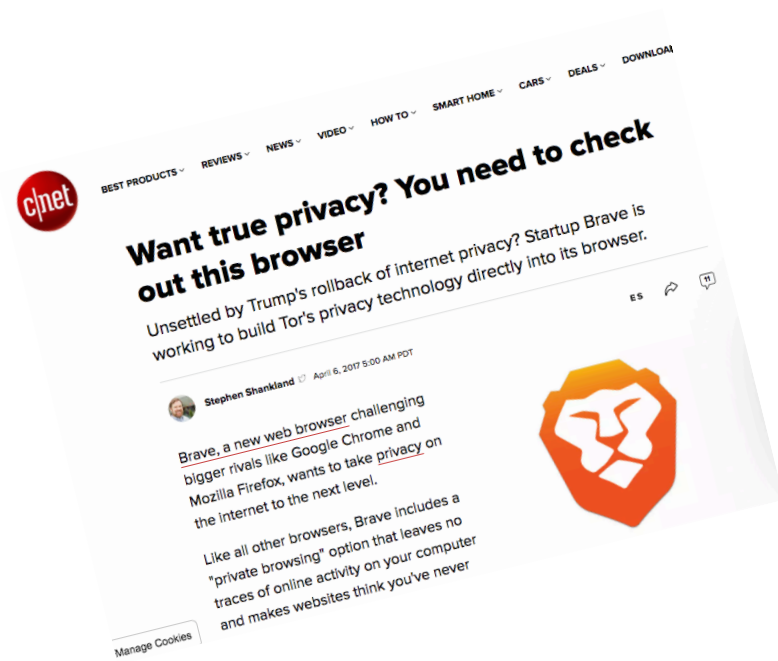 c|net
BEST PRODUCTS REVIEWS NEWS VIDEO HOW TO SMART HOME CARS DEALS
Want true privacy? You need to check
out this browser
Unsettled by Trump's rollback of internet privacy? Startup Brave is
working to build Tor's privacy technology directly into its browser.
ES
11
Stephen Shankland April 6, 2017 5:00 AM PDT
Brave, a new web browser challenging
bigger rivals like Google Chrome and
Mozilla Firefox, wants to take privacy on
the internet to the next level.
Like all other browsers, Brave includes a
"private browsing" option that leaves no
traces of online activity on your computer
and makes websites think you've never
Manage Cookies